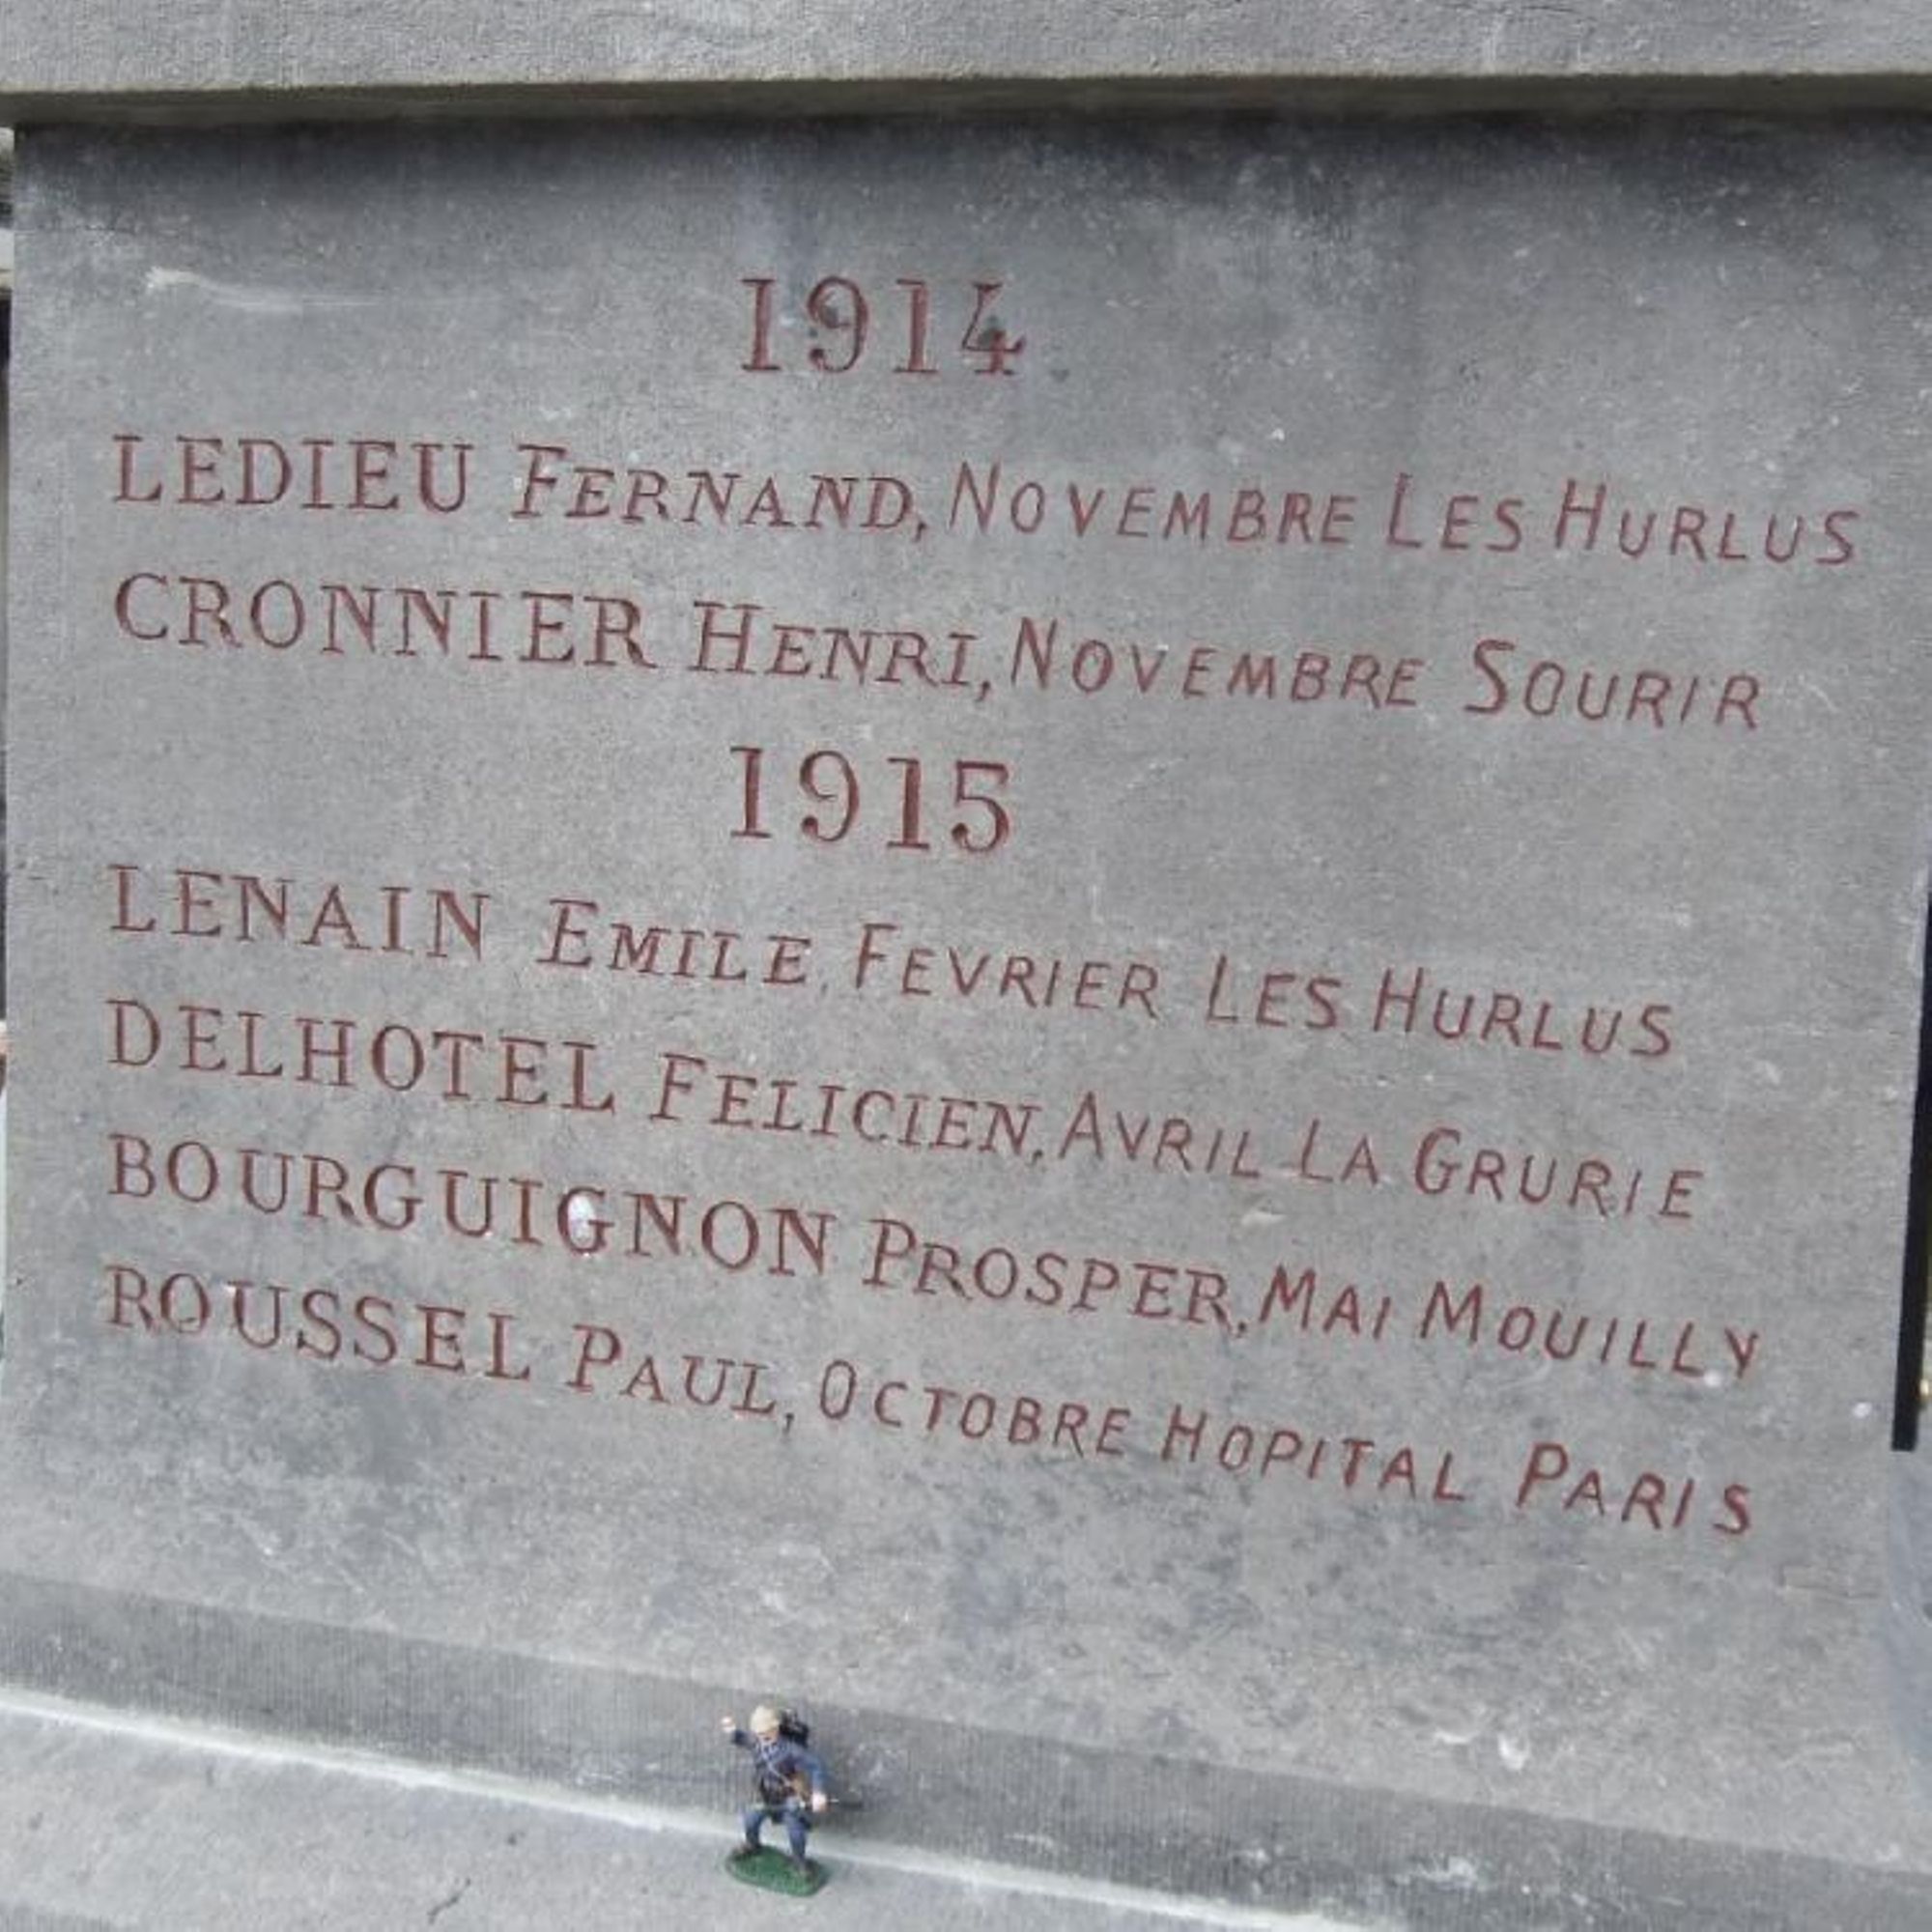 1914
LEDIEU FERNAND, NOVEMBRE LES HURLUS
CRONNIER HENRI, NOVEMBRE SOURIR
1915
LENAIN EMILE, FEVRIER LES HURLUS
DELHOTEL FELICIEN, AVRIL LA GRURIE
BOURGUIGNON PROSPER, MAI MOUILLY
ROUSSEL PAUL, OCTOBRE HOPITAL PARIS